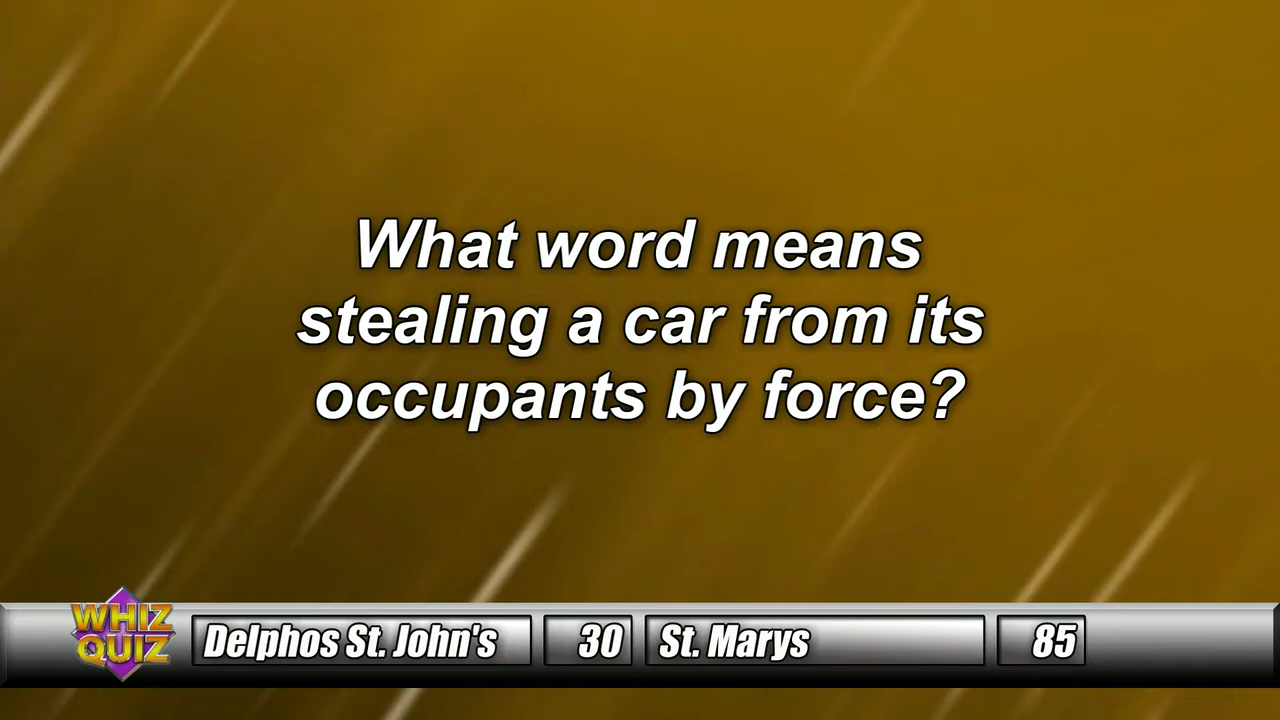 What word means
stealing a car from its
occupants by force?
WHIZ
QUIZ
Delphos St. John's 30 St. Marys 85